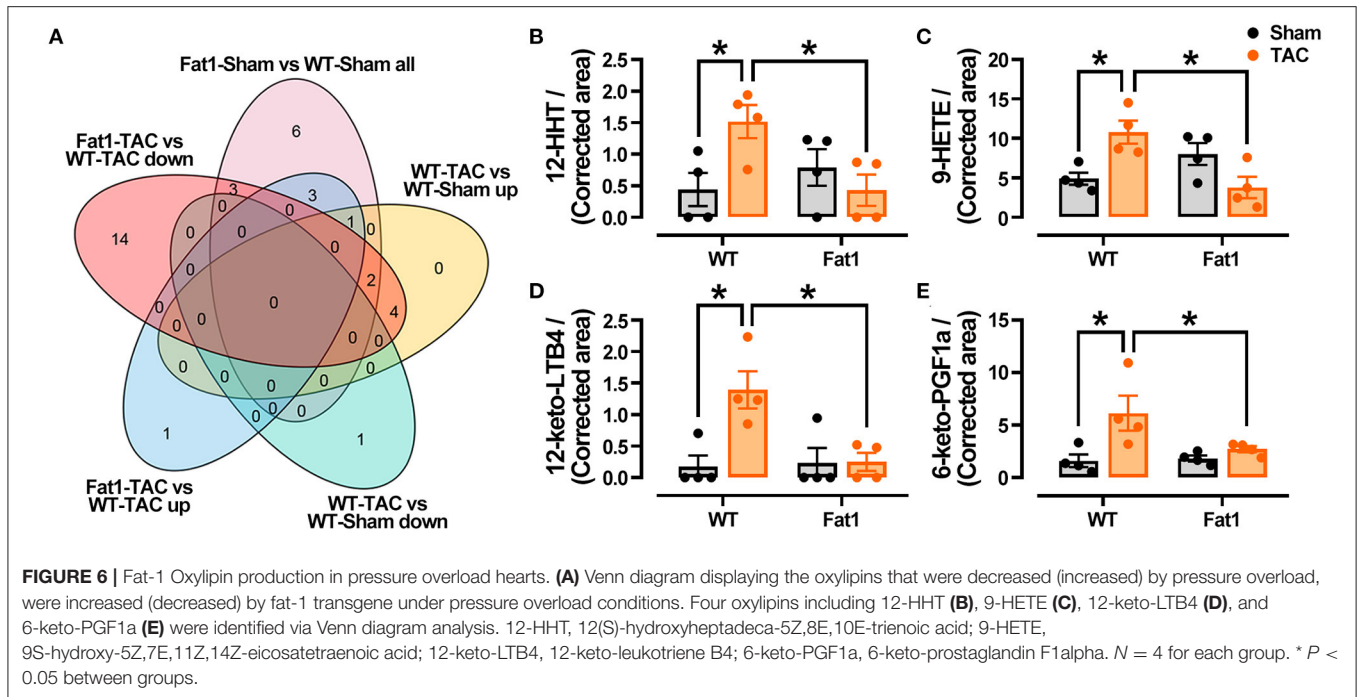 A
Fat1-Sham vs WT-Sham all
Fat1-TAC vs
WT-TAC down
WT-TAC vs
WT-Sham up
Fat1-TAC vs
WT-TAC up
WT-TAC vs
WT-Sham down
6
3
3
0
0
1
0
14
0
0
0
0
0
2
0
0
4
0
0
0
0
0
0
0
0
0
0
0
0
1
1
B
12-HHT /
(Corrected area)
2.5
2.0
1.5
1.0
0.5
0.0
*
*
WT
Fat1
C
Sham
TAC
9-HETE /
(Corrected area)
20
15
10
5
0
*
*
WT
Fat1
D
12-keto-LTB4 /
(Corrected area)
2.5
2.0
1.5
1.0
0.5
0.0
*
*
WT
Fat1
E
6-keto-PGF1a /
(Corrected area)
15
10
5
0
*
*
WT
Fat1
FIGURE 6 | Fat-1 Oxylipin production in pressure overload hearts. (A) Venn diagram displaying the oxylipins that were decreased (increased) by pressure overload,
were increased (decreased) by fat-1 transgene under pressure overload conditions. Four oxylipins including 12-HHT (B), 9-HETE (C), 12-keto-LTB4 (D), and
6-keto-PGF1a (E) were identified via Venn diagram analysis. 12-HHT, 12(S)-hydroxyheptadeca-5Z,8E,10E-trienoic acid; 9-HETE,
9S-hydroxy-5Z,7E,11Z,14Z-eicosatetraenoic acid; 12-keto-LTB4, 12-keto-leukotriene B4; 6-keto-PGF1a, 6-keto-prostaglandin F1alpha. N = 4 for each group. * P <
0.05 between groups.